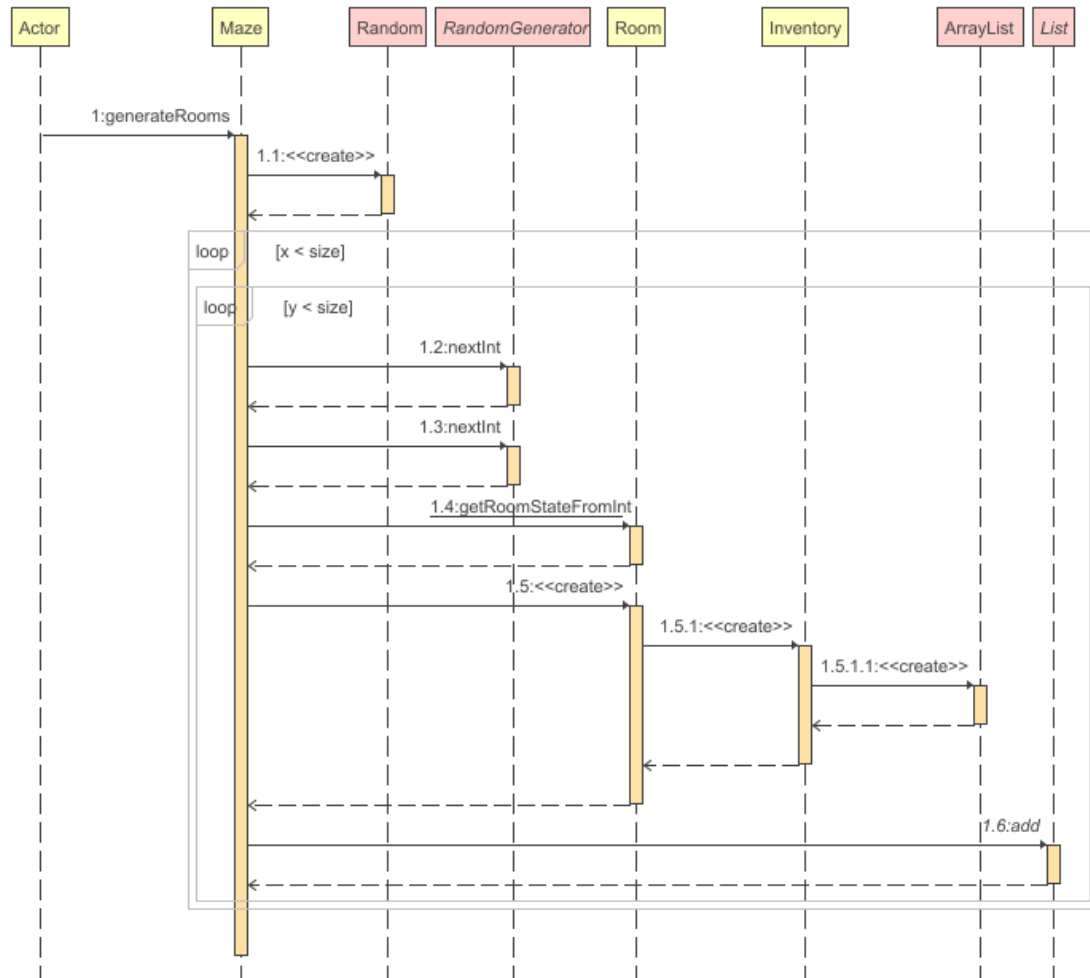 Actor Maze Random RandomGenerator Room Inventory ArrayList List
1:generateRooms
1.1:<<create>>
loop [x < size]
loop [y < size]
1.2:nextInt
1.3:nextInt
1.4:getRoomStateFromInt
1.5:<<create>>
1.5.1:<<create>>
1.5.1.1:<<create>>
1.6:add